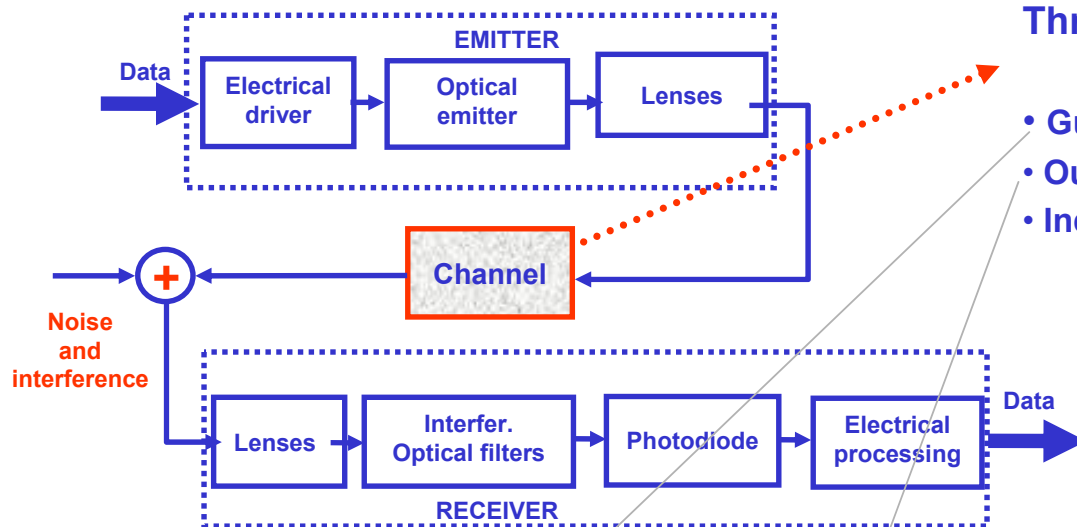 EMITTER
Data
Electrical
driver
Optical
emitter
Lenses
Channel
+
Noise
and
interference
Lenses
Interfer.
Optical filters
Photodiode
Electrical
processing
Data
RECEIVER